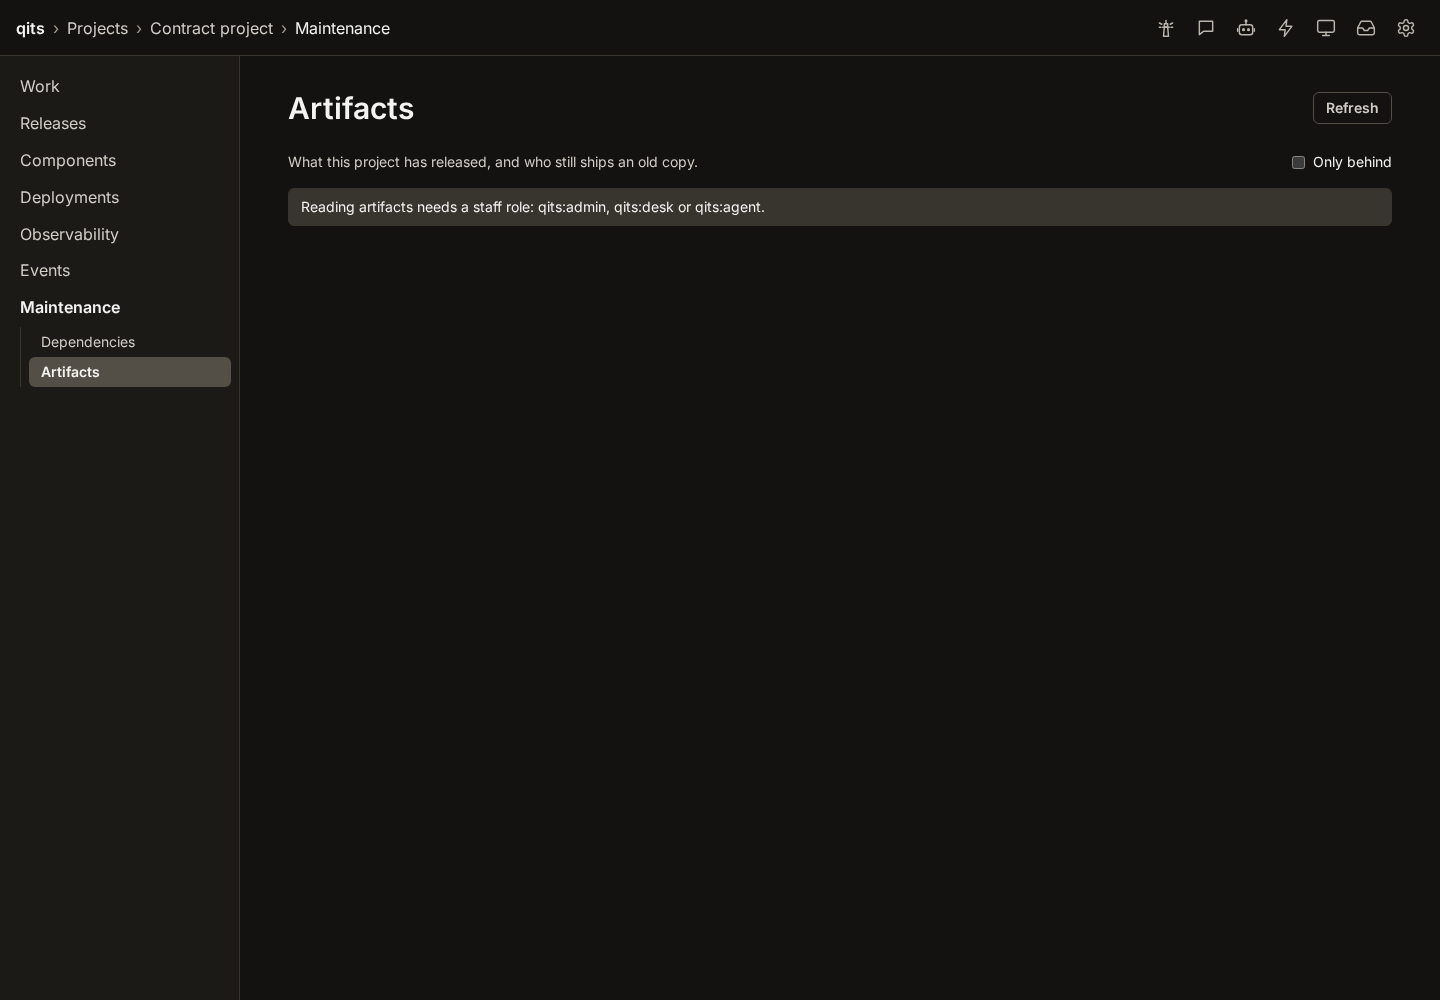 qits › Projects › Contract project › Maintenance
Work
Releases
Components
Deployments
Observability
Events
Maintenance
Dependencies
Artifacts
Artifacts
Refresh
What this project has released, and who still ships an old copy.
Only behind
Reading artifacts needs a staff role: qits:admin, qits:desk or qits:agent.